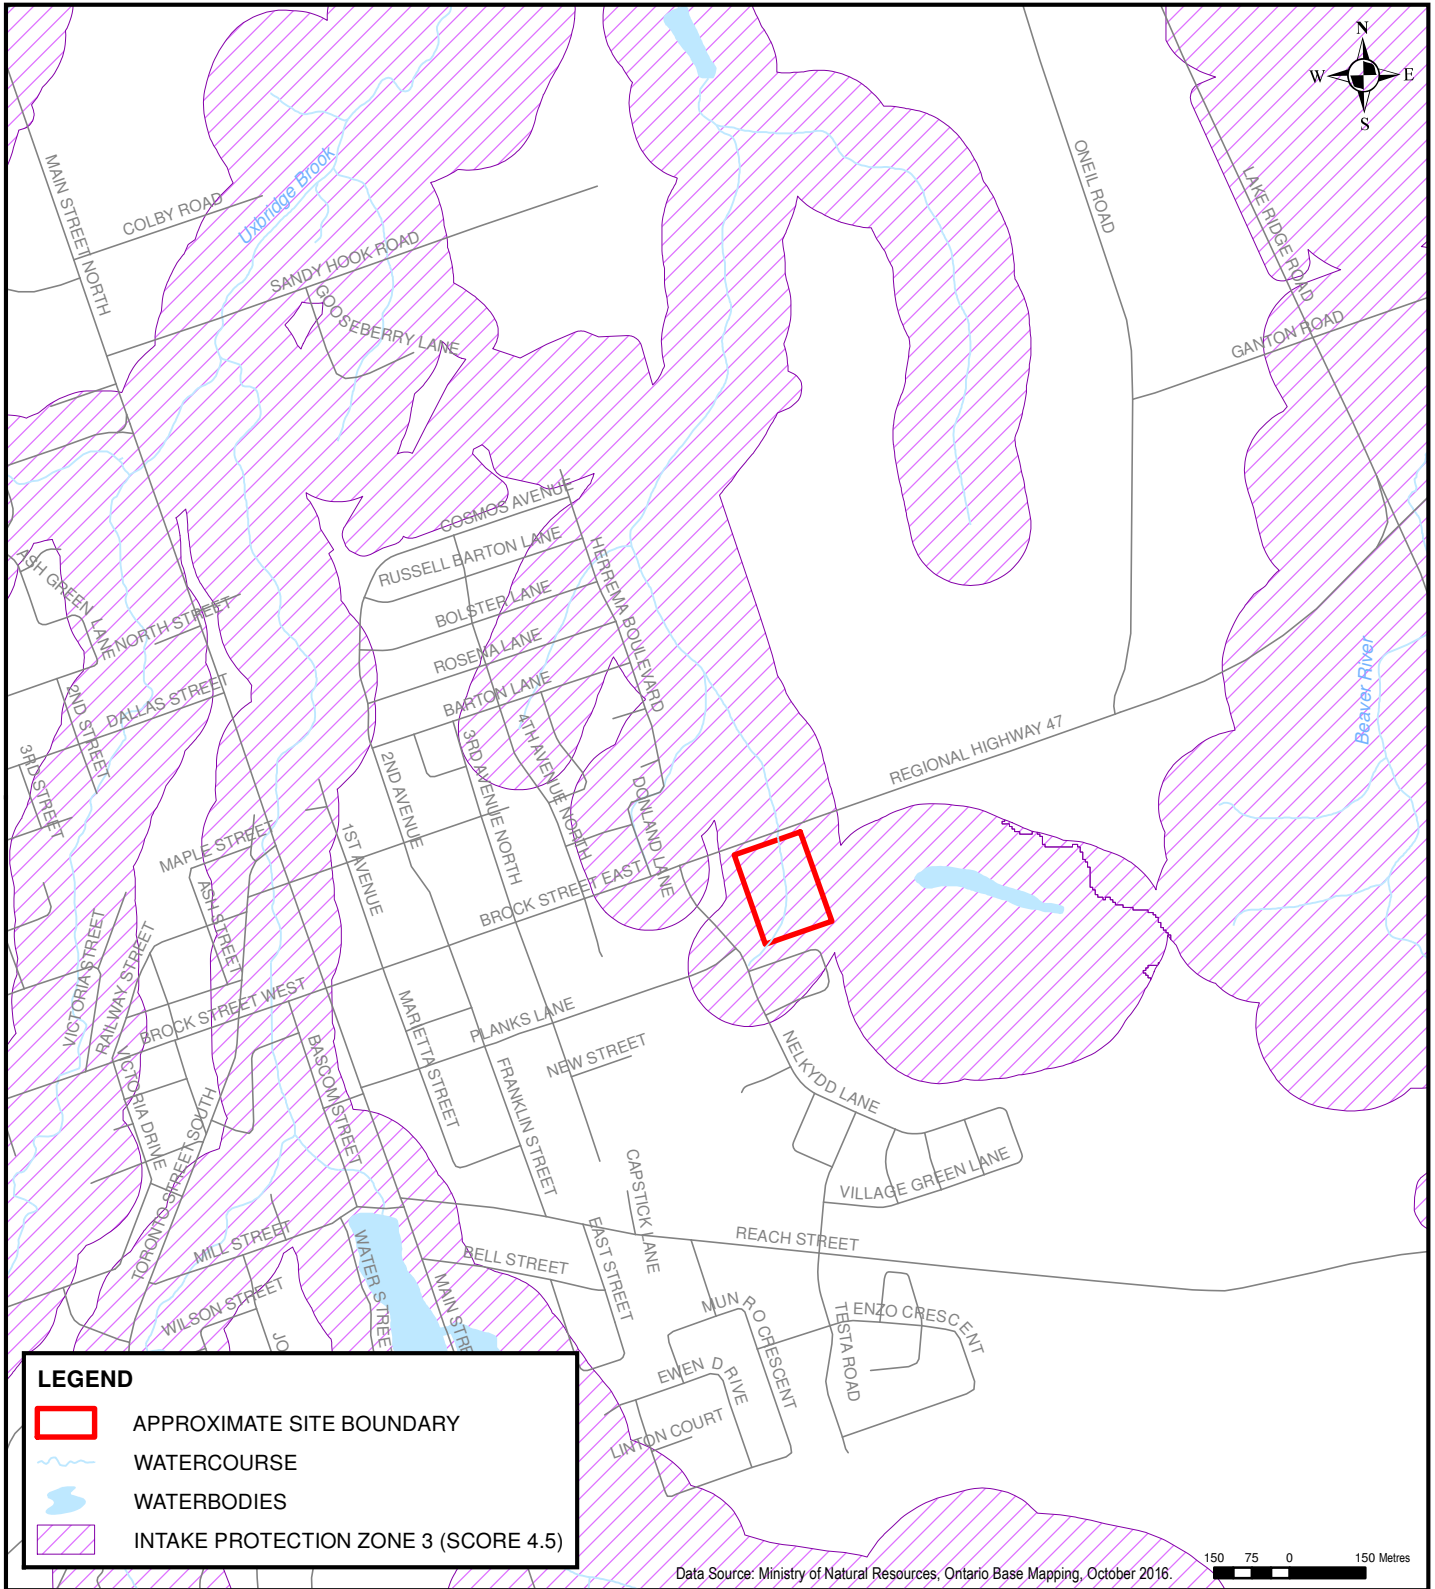 N
W E
S
MAIN STREET NORTH
COLBY ROAD
Uxbridge Brook
SANDY HOOK ROAD
GOOSEBERRY LANE
ONEIL ROAD
LAKE RIDGE ROAD
GANTON ROAD
COSMOS AVENUE
RUSSELL BARTON LANE
BOLSTER LANE
ROSENA LANE
BARTON LANE
HERREMA BOULEVARD
ASH GREEN LANE
NORTH STREET
DALLAS STREET
2ND STREET
3RD STREET
2ND AVENUE
3RD AVENUE NORTH
4TH AVENUE NORTH
DONLAND LANE
REGIONAL HIGHWAY 47
Beaver River
MAPLE STREET
1ST AVENUE
ASH STREET
BROCK STREET EAST
VICTORIA STREET
RAILWAY STREET
BROCK STREET WEST
VICTORIA DRIVE
TORONTO STREET SOUTH
BASCOM STREET
MARIETTA STREET
PLANKS LANE
NEW STREET
FRANKLIN STREET
NELKYDD LANE
VILLAGE GREEN LANE
CAPSTICK LANE
REACH STREET
MILL STREET
WATER STREET
BELL STREET
EAST STREET
WILSON STREET
JO
MAIN STRE
MUNRO CRESCENT
ENZO CRESCENT
TESTA ROAD
EWEN DRIVE
LINTON COURT
LEGEND
APPROXIMATE SITE BOUNDARY
WATERCOURSE
WATERBODIES
INTAKE PROTECTION ZONE 3 (SCORE 4.5)
Data Source: Ministry of Natural Resources, Ontario Base Mapping, October 2016.
150 75 0 150 Metres